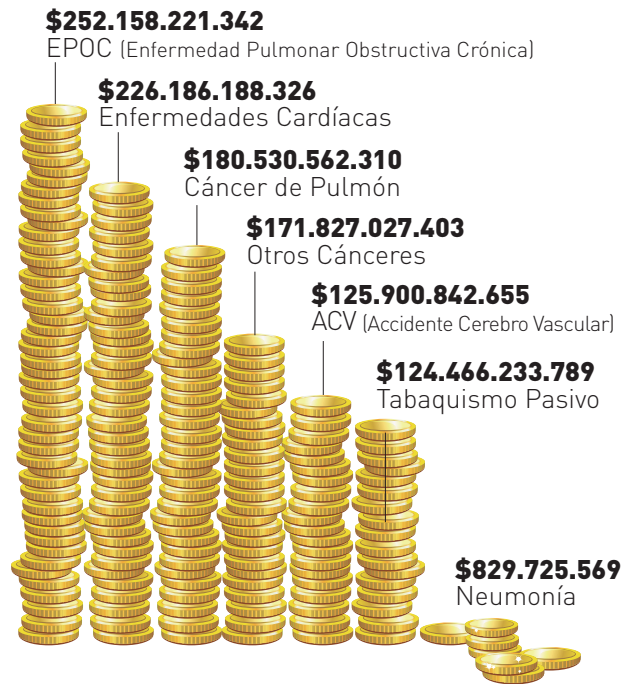 $252.158.221.342
EPOC (Enfermedad Pulmonar Obstructiva Crónica)
$226.186.188.326
Enfermedades Cardíacas
$180.530.562.310
Cáncer de Pulmón
$171.827.027.403
Otros Cánceres
$125.900.842.655
ACV (Accidente Cerebro Vascular)
$124.466.233.789
Tabaquismo Pasivo
$829.725.569
Neumonía